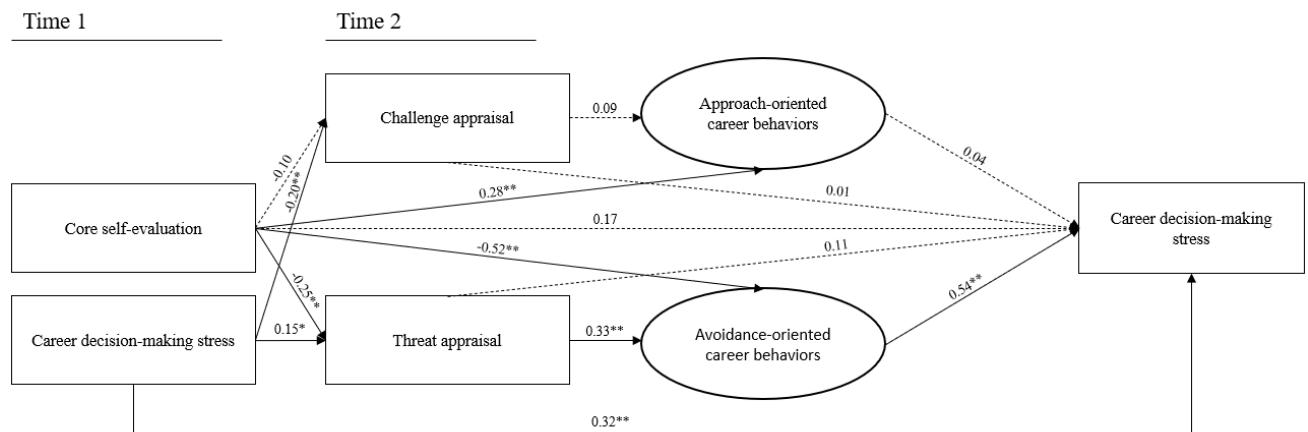 Time 1
Time 2
Challenge appraisal
0.09
Approach-oriented
career behaviors
-0.10
-0.20**
0.04
Core self-evaluation
0.28**
0.01
0.17
Career decision-making
stress
-0.52**
0.11
-0.25**
0.54**
Career decision-making stress
0.15*
Threat appraisal
0.33**
Avoidance-oriented
career behaviors
0.32**